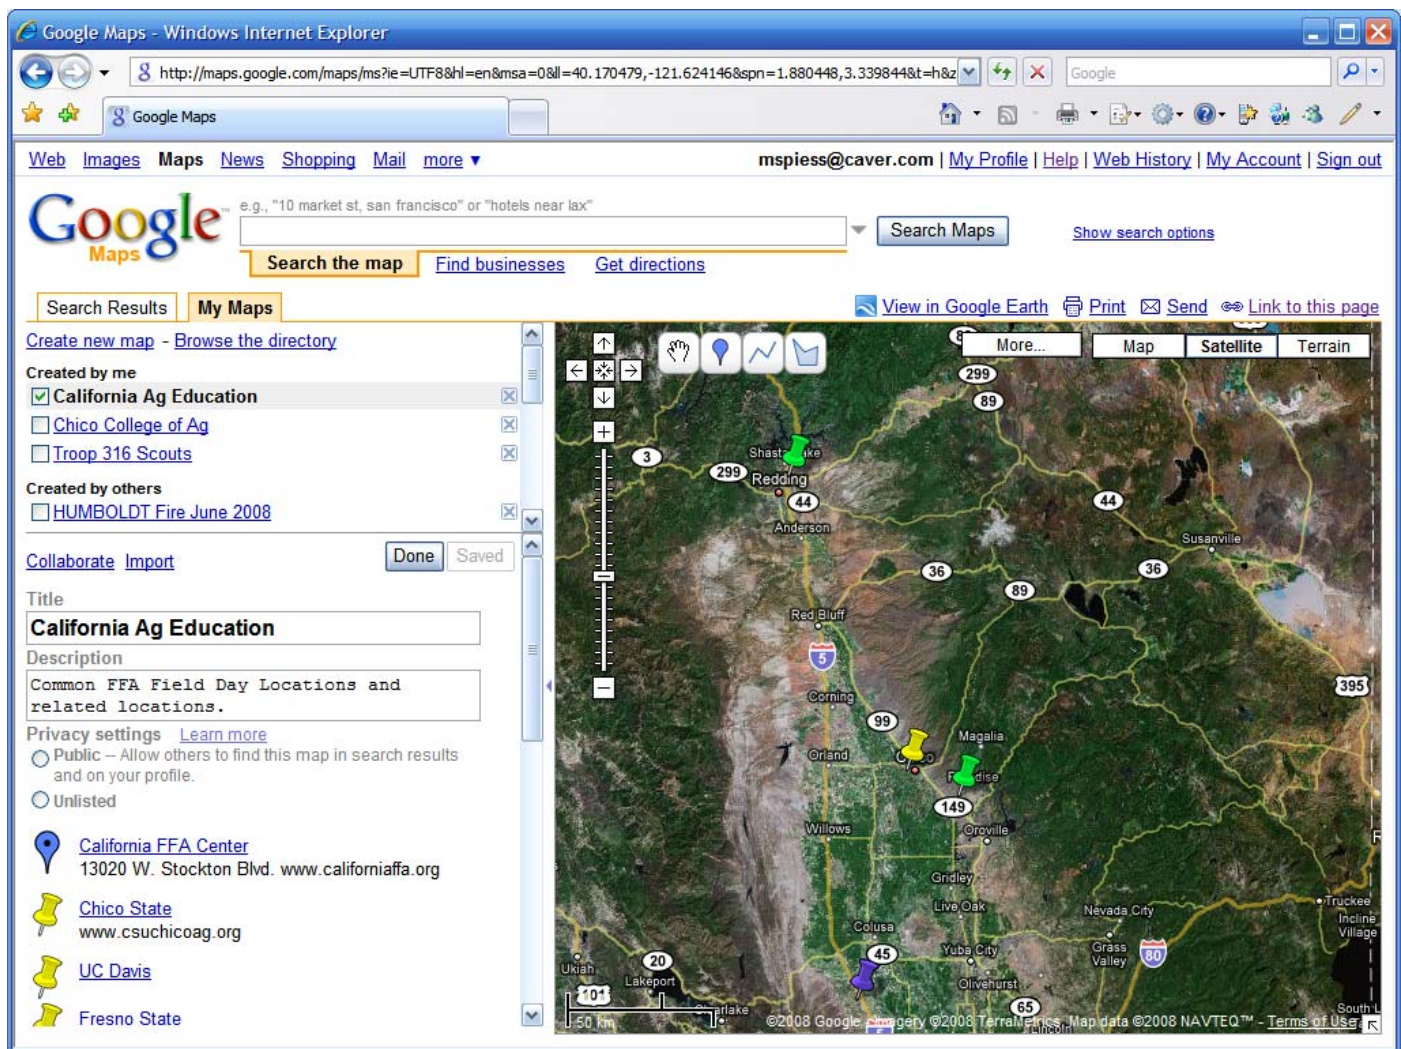 Google Maps - Windows Internet Explorer
http://maps.google.com/maps/ms?ie=UTF8&hl=en&msa=0&ll=40.170479,-121.624146&spn=1.880448,3.339844&t=h&z
Google
Google Maps
Web Images Maps News Shopping Mail more ▼
mspiess@caver.com | My Profile | Help | Web History | My Account | Sign out
Google Maps
e.g., "10 market st, san francisco" or "hotels near lax"
Search Maps
Show search options
Search the map Find businesses Get directions
Search Results My Maps
View in Google Earth Print Send Link to this page
Create new map - Browse the directory
Created by me
California Ag Education
Chico College of Ag
Troop 316 Scouts
Created by others
HUMBOLDT Fire June 2008
Collaborate Import Done Saved
Title
California Ag Education
Description
Common FFA Field Day Locations and
related locations.
Privacy settings Learn more
Public – Allow others to find this map in search results
and on your profile.
Unlisted
California FFA Center
13020 W. Stockton Blvd. www.californiaffa.org
Chico State
www.csuchicoag.org
UC Davis
Fresno State
More... Map Satellite Terrain
299
89
3
299
Redding
44
44
Anderson
Susanville
36
36
89
Red Bluff
5
395
Corning
99
Magalia
Orland
149
Willows
Oroville
Gridley
Live Oak
Nevada City
Truckee
Incline
Village
Colusa
45
Yuba City
Grass
Valley
80
Ukiah
20
Lakeport
Olivehurst
101
65
50 km
Lincoln
©2008 Google - Imagery ©2008 TerraMetrics, Map data ©2008 NAVTEQ™ - Terms of Use